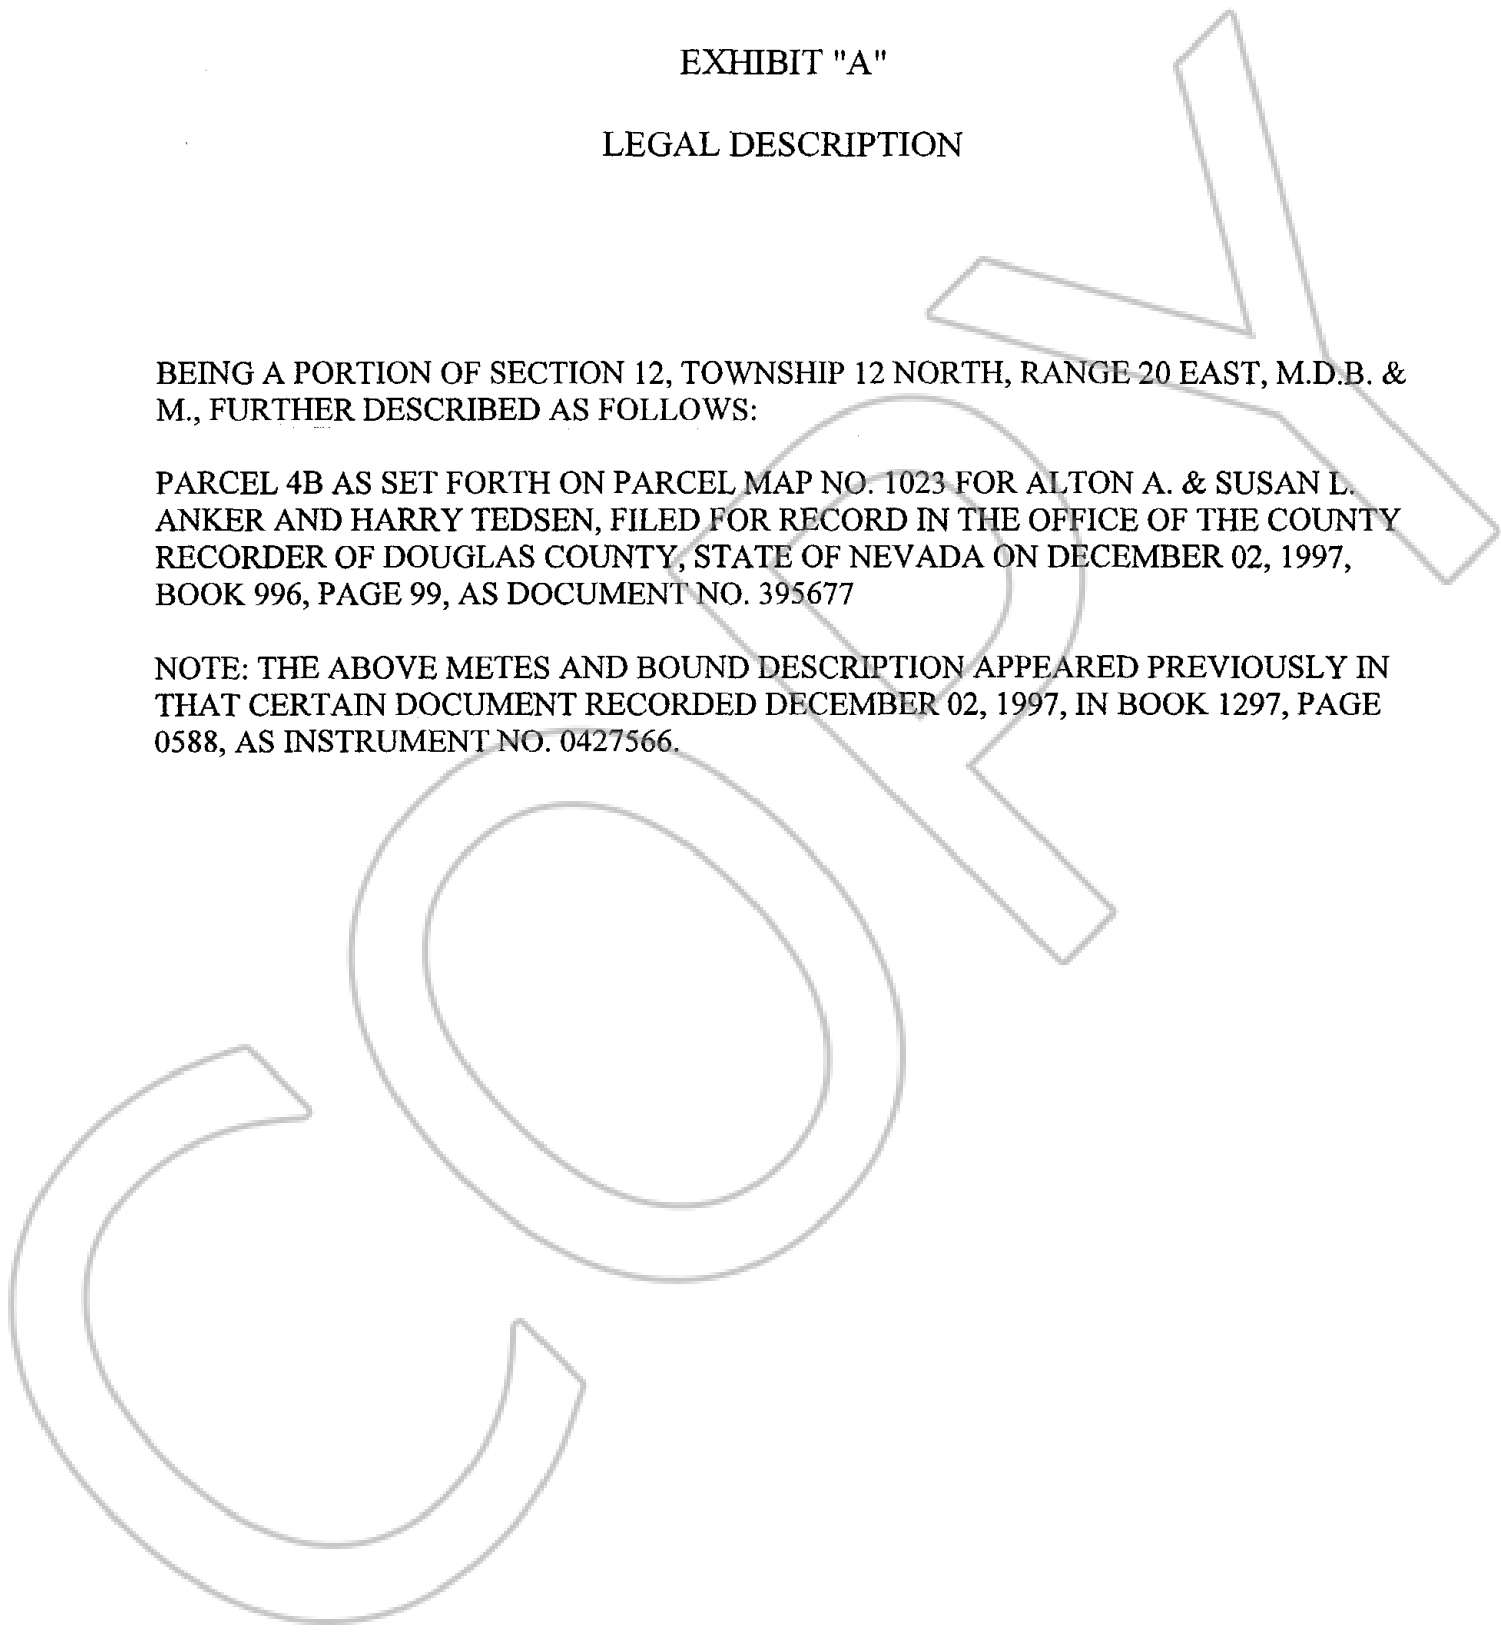 EXHIBIT "A"
LEGAL DESCRIPTION
BEING A PORTION OF SECTION 12, TOWNSHIP 12 NORTH, RANGE 20 EAST, M.D.B. &
M., FURTHER DESCRIBED AS FOLLOWS:
PARCEL 4B AS SET FORTH ON PARCEL MAP NO. 1023 FOR ALTON A. & SUSAN L.
ANKER AND HARRY TEDSEN, FILED FOR RECORD IN THE OFFICE OF THE COUNTY
RECORDER OF DOUGLAS COUNTY, STATE OF NEVADA ON DECEMBER 02, 1997,
BOOK 996, PAGE 99, AS DOCUMENT NO. 395677
NOTE: THE ABOVE METES AND BOUND DESCRIPTION APPEARED PREVIOUSLY IN
THAT CERTAIN DOCUMENT RECORDED DECEMBER 02, 1997, IN BOOK 1297, PAGE
0588, AS INSTRUMENT NO. 0427566.
COPY